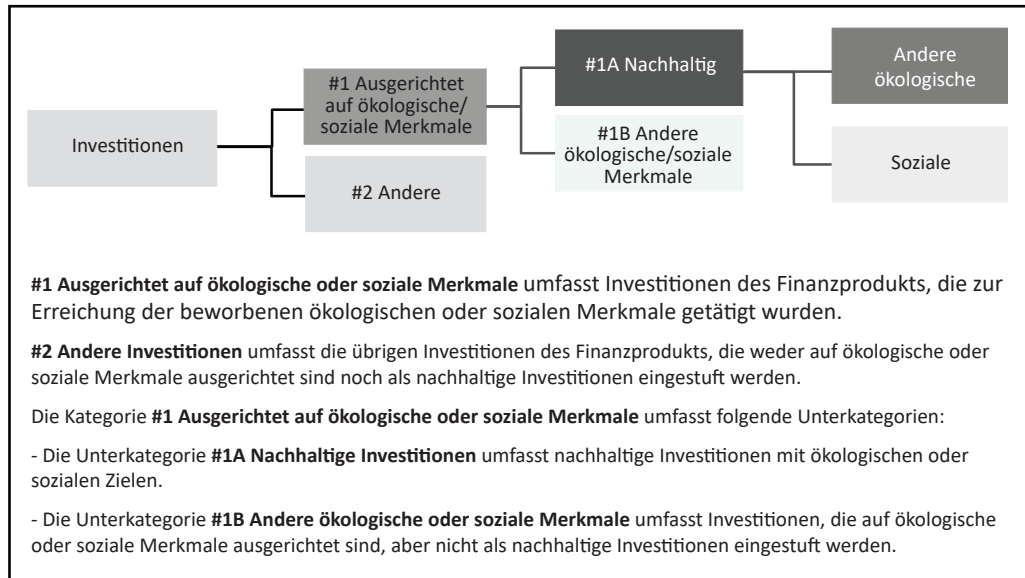 Investitionen
#1 Ausgerichtet
auf ökologische/
soziale Merkmale
#2 Andere
#1A Nachhaltig
#1B Andere
ökologische/soziale
Merkmale
Andere
ökologische
Soziale
#1 Ausgerichtet auf ökologische oder soziale Merkmale umfasst Investitionen des Finanzprodukts, die zur
Erreichung der beworbenen ökologischen oder sozialen Merkmale getätigt wurden.
#2 Andere Investitionen umfasst die übrigen Investitionen des Finanzprodukts, die weder auf ökologische oder
soziale Merkmale ausgerichtet sind noch als nachhaltige Investitionen eingestuft werden.
Die Kategorie #1 Ausgerichtet auf ökologische oder soziale Merkmale umfasst folgende Unterkategorien:
- Die Unterkategorie #1A Nachhaltige Investitionen umfasst nachhaltige Investitionen mit ökologischen oder
sozialen Zielen.
- Die Unterkategorie #1B Andere ökologische oder soziale Merkmale umfasst Investitionen, die auf ökologische
oder soziale Merkmale ausgerichtet sind, aber nicht als nachhaltige Investitionen eingestuft werden.